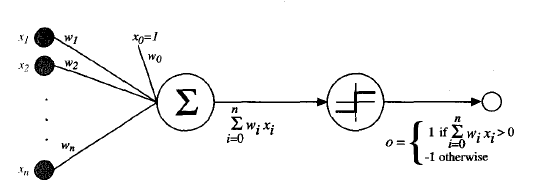 x1 w1
x0=1
w0
x2 w2
.
.
.
wn
xn
Σ
n
Σ wi xi
i=0
o = { 1 if n Σ i=0 wi xi > 0
-1 otherwise